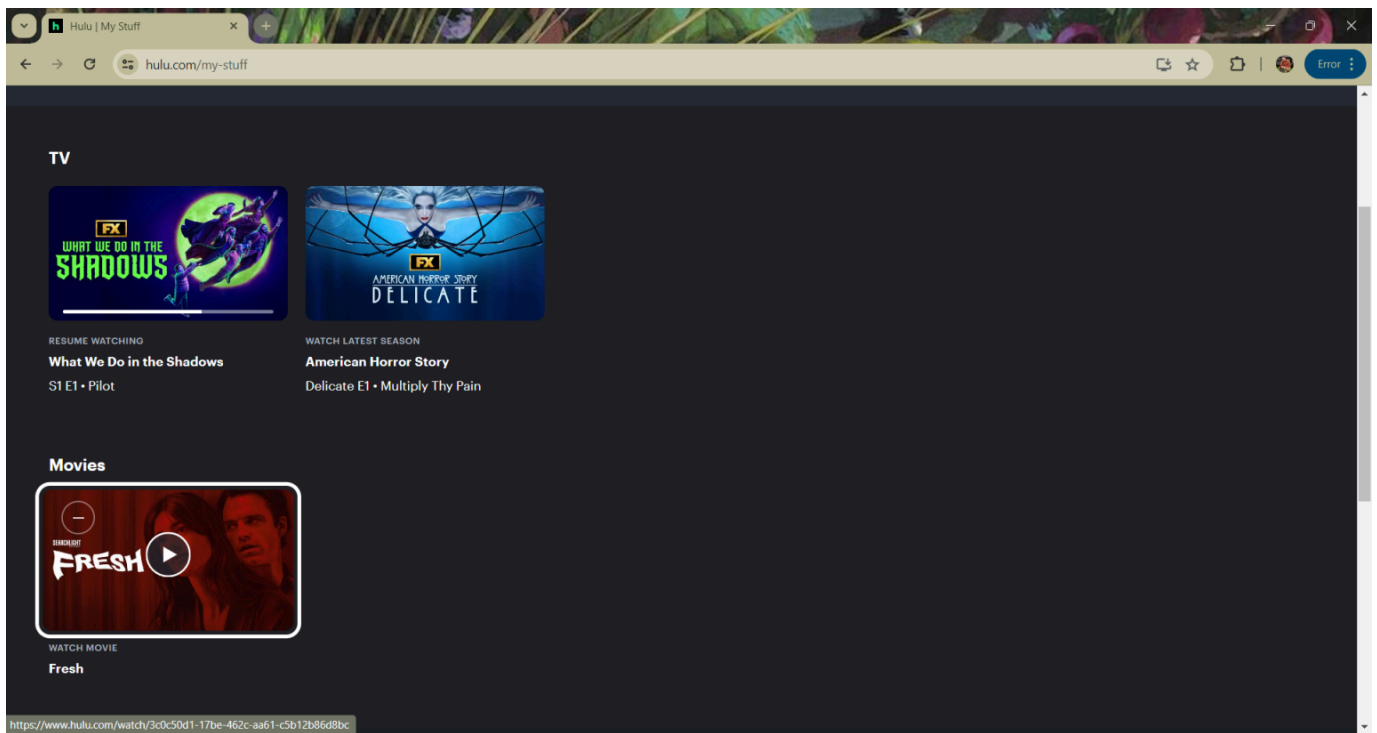 Hulu | My Stuff
hulu.com/my-stuff
Error
TV
FX
WHAT WE DO IN THE
SHADOWS
FX
AMERICAN HORROR STORY
DELICATE
RESUME WATCHING
WATCH LATEST SEASON
What We Do in the Shadows
American Horror Story
S1 E1 • Pilot
Delicate E1 • Multiply Thy Pain
Movies
SEARCHLIGHT
FRESH
WATCH MOVIE
Fresh
https://www.hulu.com/watch/3c0c50d1-17be-462c-aa61-c5b12b86d8bc